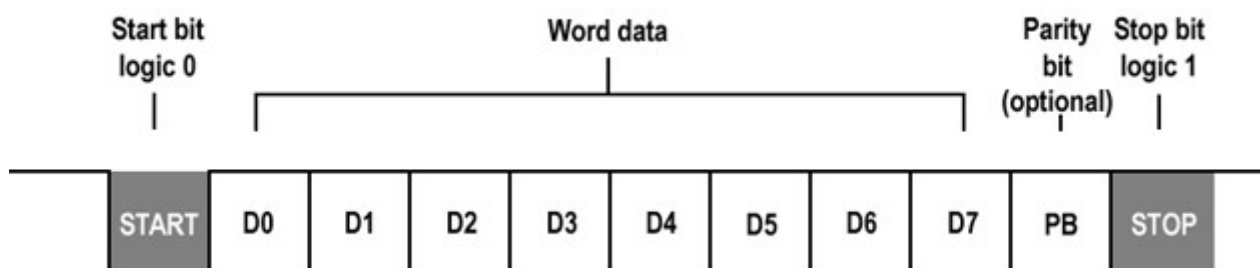 Start bit
logic 0
Word data
Parity
bit
(optional)
Stop bit
logic 1
START D0 D1 D2 D3 D4 D5 D6 D7 PB STOP